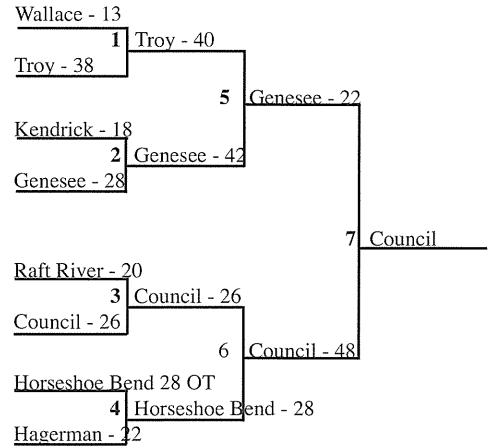 Wallace - 13
1 Troy - 40
Troy - 38
5 Genesee - 22
Kendrick - 18
2 Genesee - 42
Genesee - 28
7 Council
Raft River - 20
3 Council - 26
Council - 26
6 Council - 48
Horseshoe Bend 28 OT
4 Horseshoe Bend - 28
Hagerman - 22